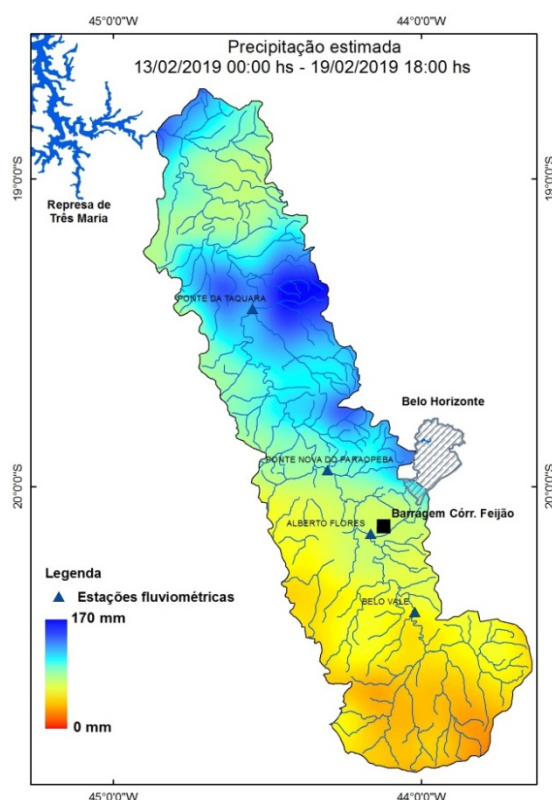 45°0'0"W
44°0'0"W
Precipitação estimada
13/02/2019 00:00 hs - 19/02/2019 18:00 hs
19°0'0"S
19°0'0"S
Represa de
Três Maria
PONTE DA TAQUARA
Belo Horizonte
PONTE NOVA DO PARAOPEBA
20°0'0"S
20°0'0"S
Barragem Córr. Feijão
ALBERTO FLORES
Legenda
Estações fluviométricas
BELO VALE
170 mm
0 mm
45°0'0"W
44°0'0"W